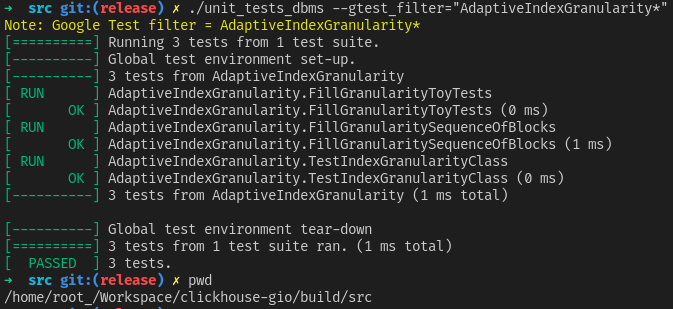 ➜  src git:(release) ✗ ./unit_tests_dbms --gtest_filter="AdaptiveIndexGranularity*"
Note: Google Test filter = AdaptiveIndexGranularity*
[==========] Running 3 tests from 1 test suite.
[----------] Global test environment set-up.
[----------] 3 tests from AdaptiveIndexGranularity
[ RUN      ] AdaptiveIndexGranularity.FillGranularityToyTests
[       OK ] AdaptiveIndexGranularity.FillGranularityToyTests (0 ms)
[ RUN      ] AdaptiveIndexGranularity.FillGranularitySequenceOfBlocks
[       OK ] AdaptiveIndexGranularity.FillGranularitySequenceOfBlocks (1 ms)
[ RUN      ] AdaptiveIndexGranularity.TestIndexGranularityClass
[       OK ] AdaptiveIndexGranularity.TestIndexGranularityClass (0 ms)
[----------] 3 tests from AdaptiveIndexGranularity (1 ms total)

[----------] Global test environment tear-down
[==========] 3 tests from 1 test suite ran. (1 ms total)
[  PASSED  ] 3 tests.
➜  src git:(release) ✗ pwd
/home/root_/Workspace/clickhouse-gio/build/src